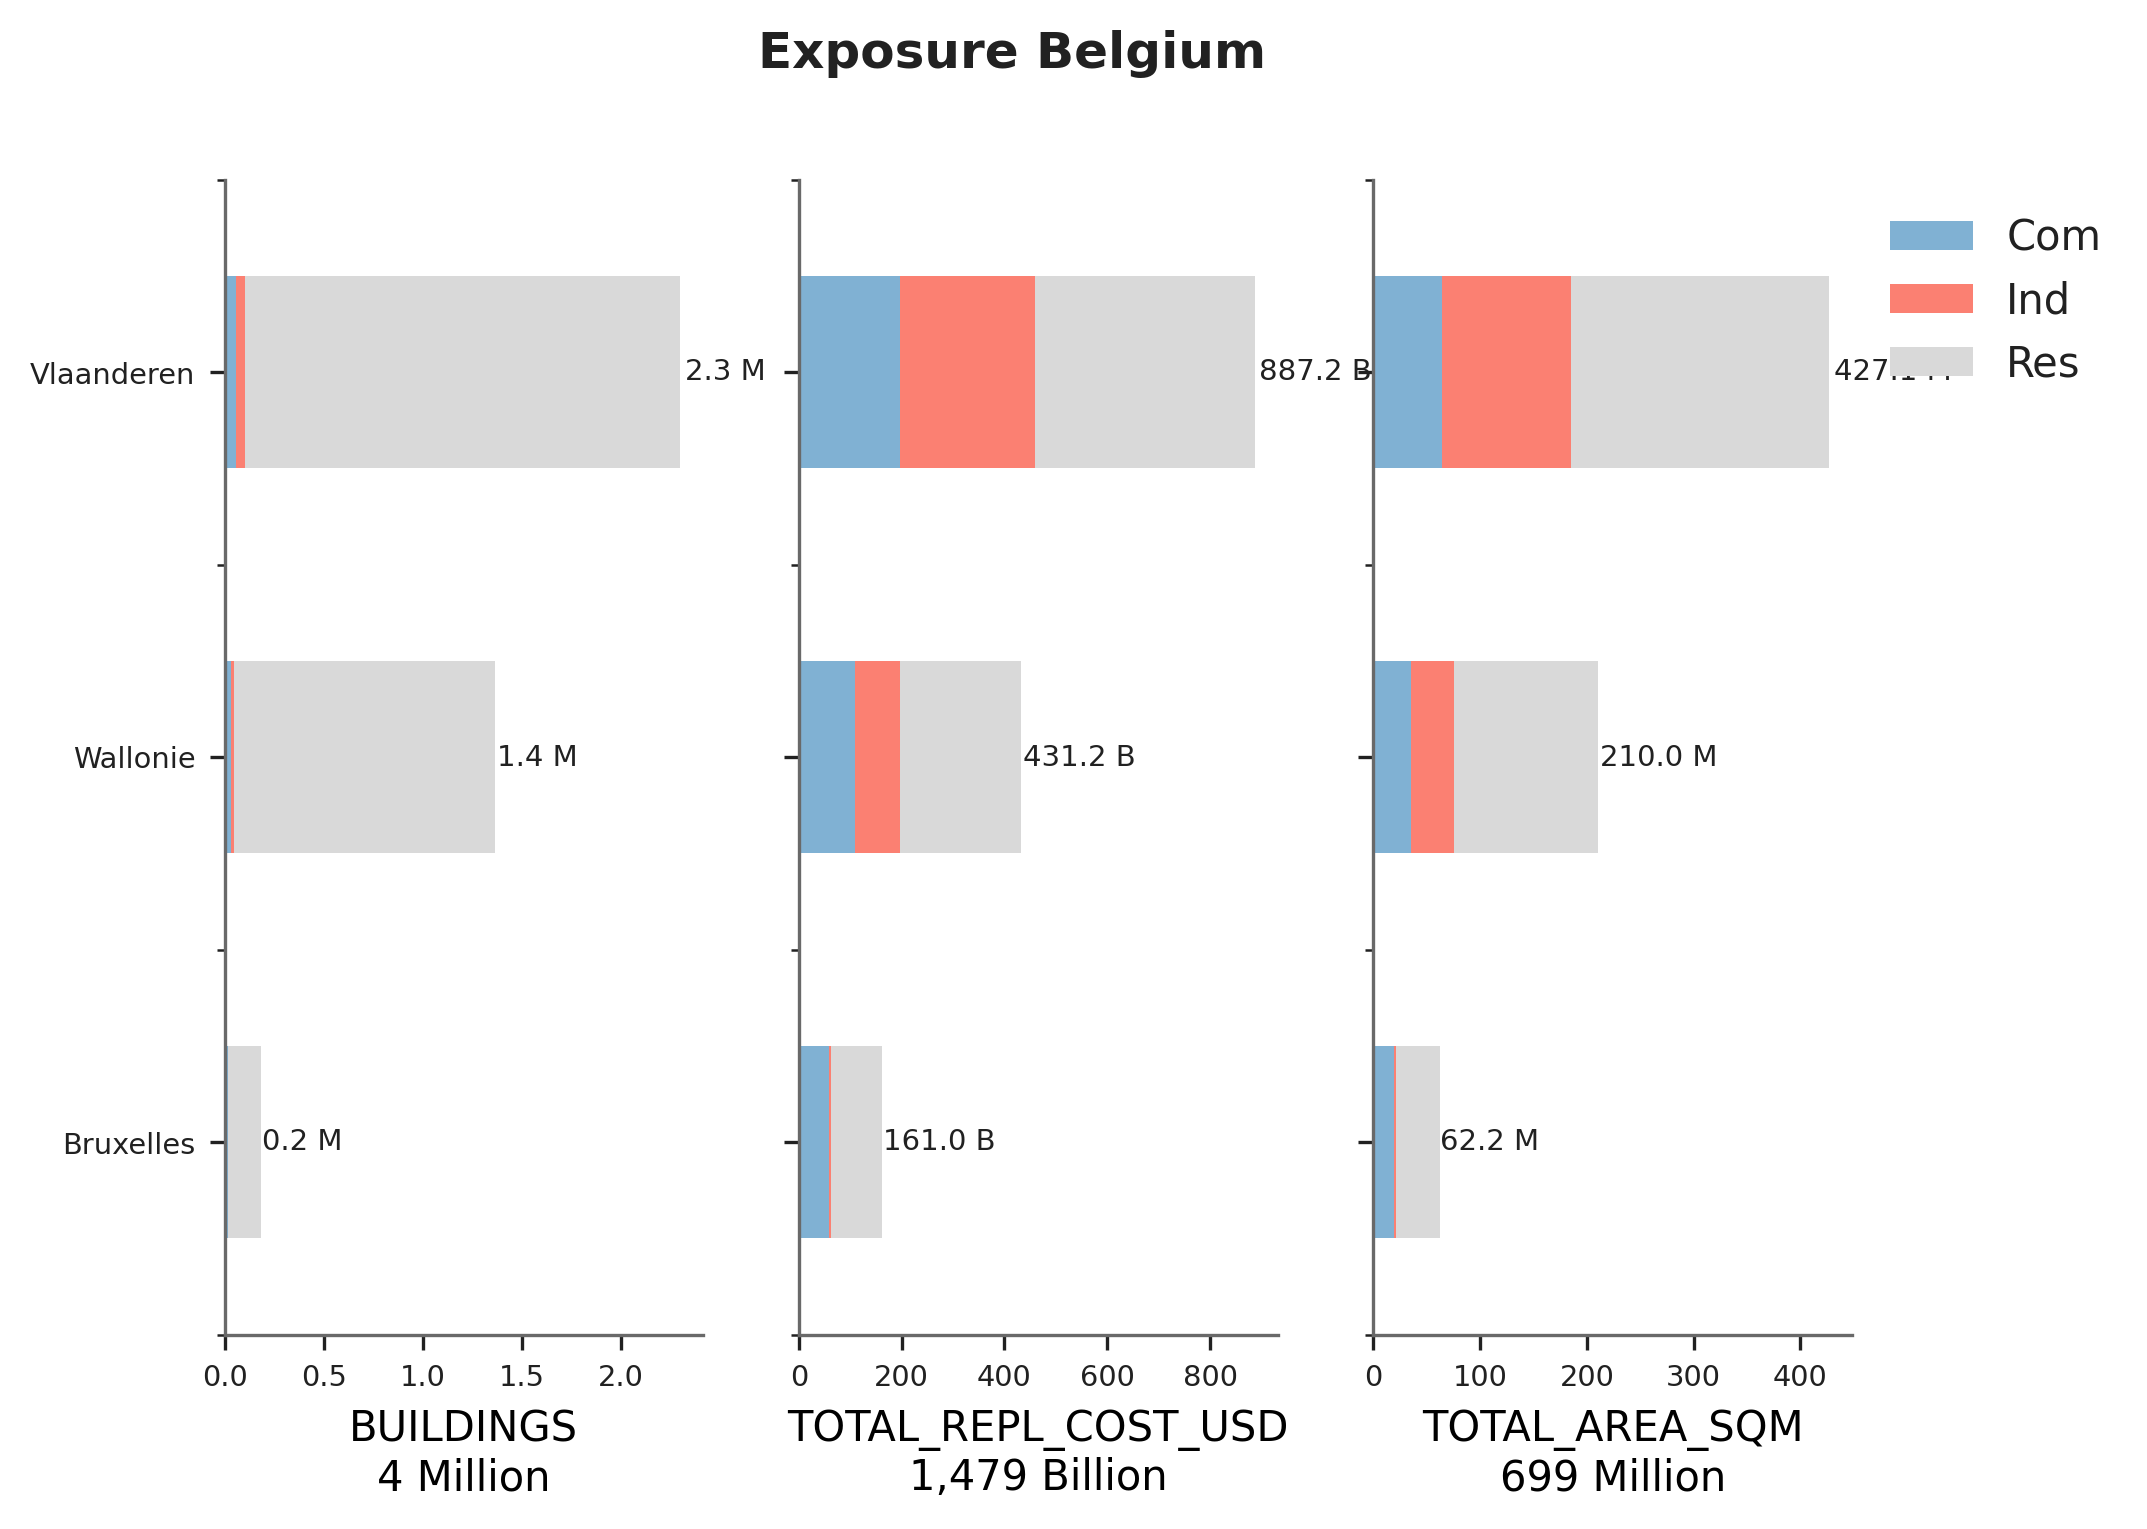 Exposure Belgium
Com
Ind
Res
Vlaanderen
2.3 M
887.2 B
427.1 M
Wallonie
1.4 M
431.2 B
210.0 M
Bruxelles
0.2 M
161.0 B
62.2 M
0.0 0.5 1.0 1.5 2.0
0 200 400 600 800
0 100 200 300 400
BUILDINGS
4 Million
TOTAL_REPL_COST_USD
1,479 Billion
TOTAL_AREA_SQM
699 Million